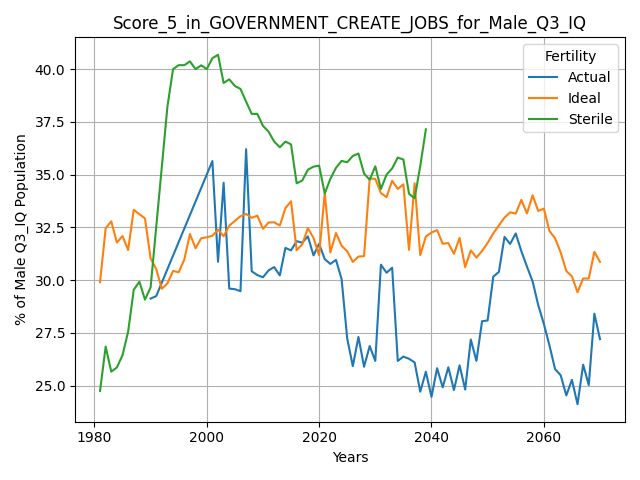 Score_5_in_GOVERNMENT_CREATE_JOBS_for_Male_Q3_IQ
Fertility
Actual
Ideal
Sterile
% of Male Q3_IQ Population
40.0
37.5
35.0
32.5
30.0
27.5
25.0
1980 2000 2020 2040 2060
Years